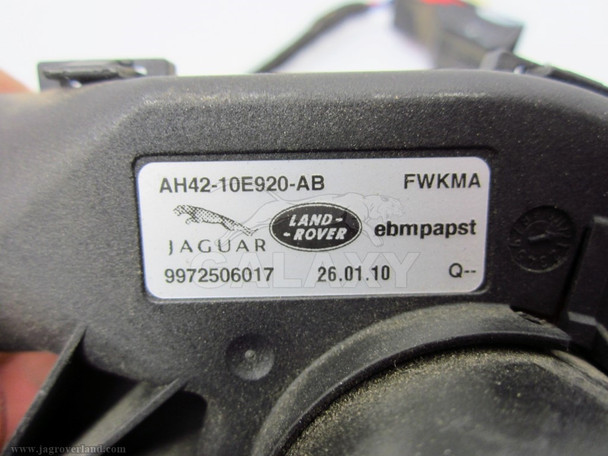 AH42-10E920-AB FWKMA
JAGUAR LAND-ROVER ebmpapst
9972506017 26.01.10 Q--
GALAXY
www.jagroverland.com